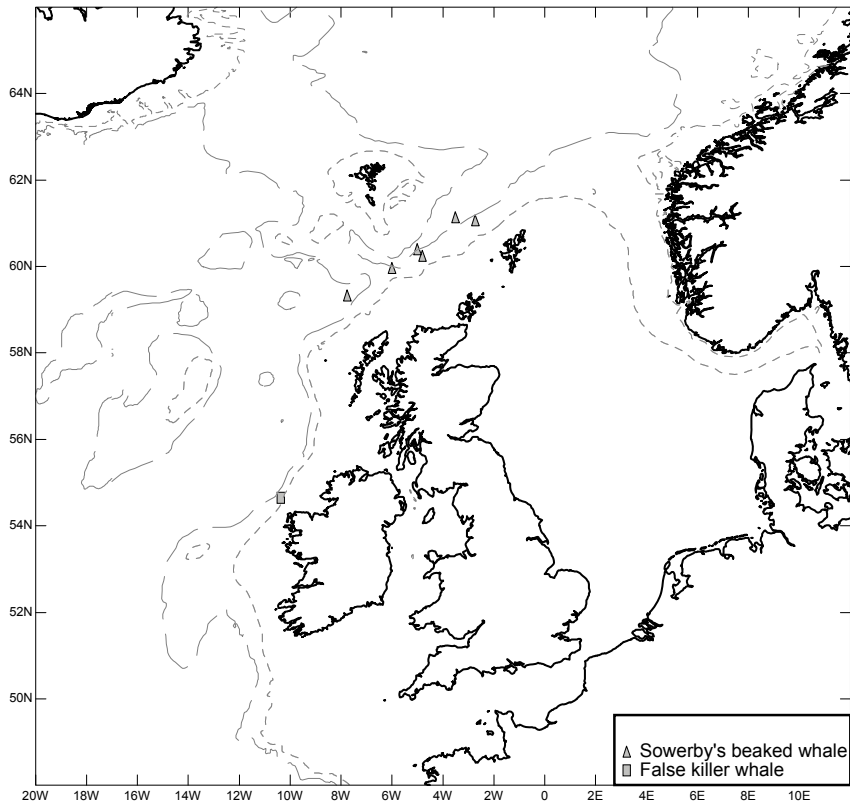 64N
62N
60N
58N
56N
54N
52N
50N
Sowerby's beaked whale
False killer whale
20W 18W 16W 14W 12W 10W 8W 6W 4W 2W 0 2E 4E 6E 8E 10E